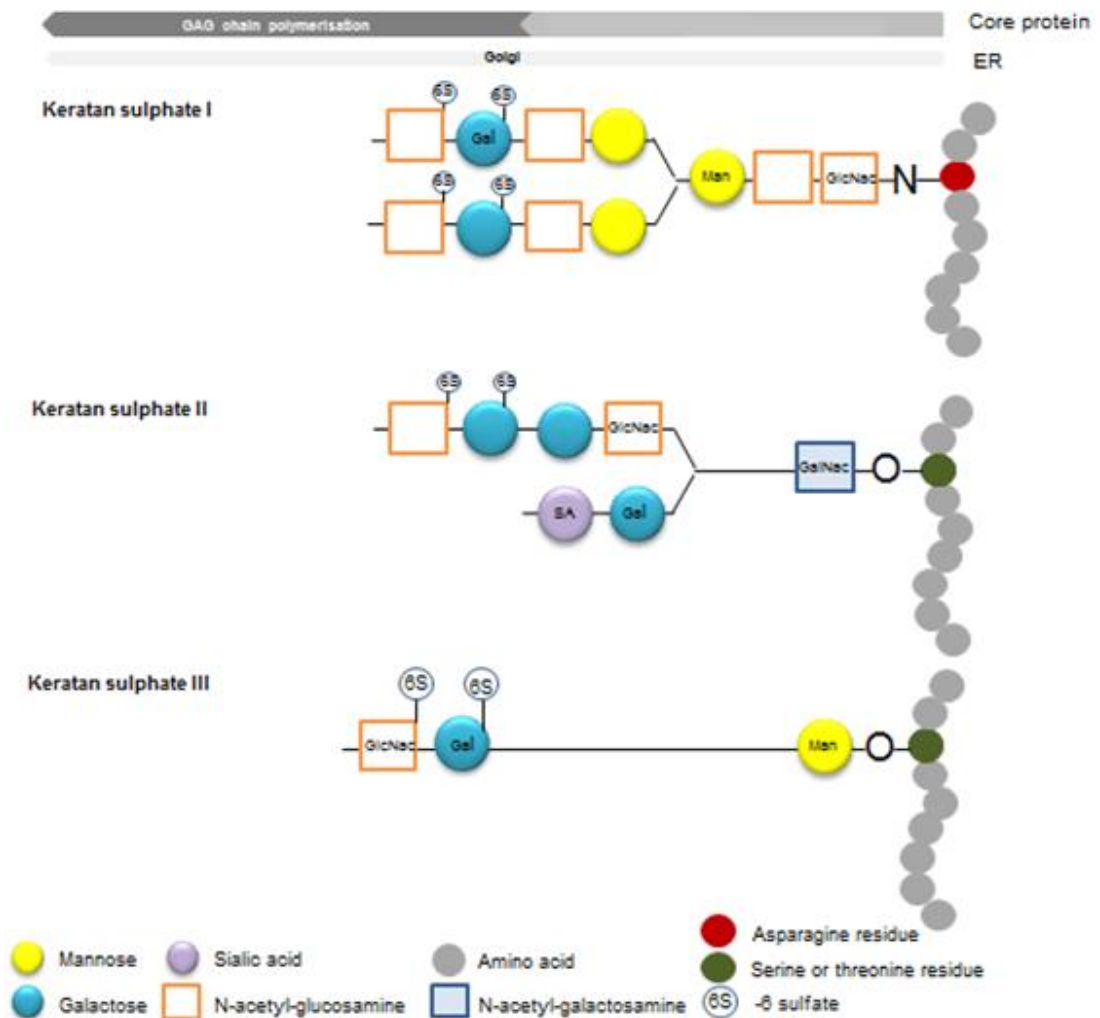 GAG chain polymerisation
Core protein
Golgi
ER
Keratan sulphate I
6S 6S
Gal
Man GlcNac N
6S 6S
Keratan sulphate II
6S 6S
GlcNac
GalNac O
SA Gal
Keratan sulphate III
6S 6S
GlcNac Gal Man O
Mannose Sialic acid Amino acid Asparagine residue
Serine or threonine residue
Galactose N-acetyl-glucosamine N-acetyl-galactosamine 6S -6 sulfate